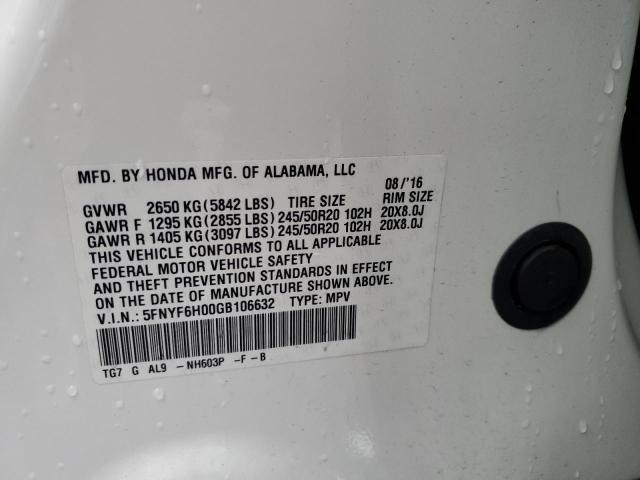 MFD. BY HONDA MFG. OF ALABAMA, LLC 08/'16
GVWR 2650 KG(5842 LBS) TIRE SIZE RIM SIZE
GAWR F 1295 KG(2855 LBS)245/50R20 102H 20X8.0J
GAWR R 1405 KG(3097 LBS)245/50R20 102H 20X8.0J
THIS VEHICLE CONFORMS TO ALL APPLICABLE
FEDERAL MOTOR VEHICLE SAFETY
AND THEFT PREVENTION STANDARDS IN EFFECT
ON THE DATE OF MANUFACTURE SHOWN ABOVE.
V.I.N.: 5FNYF6H00GB106632 TYPE: MPV
TG7 G AL9 -NH603P -F-B